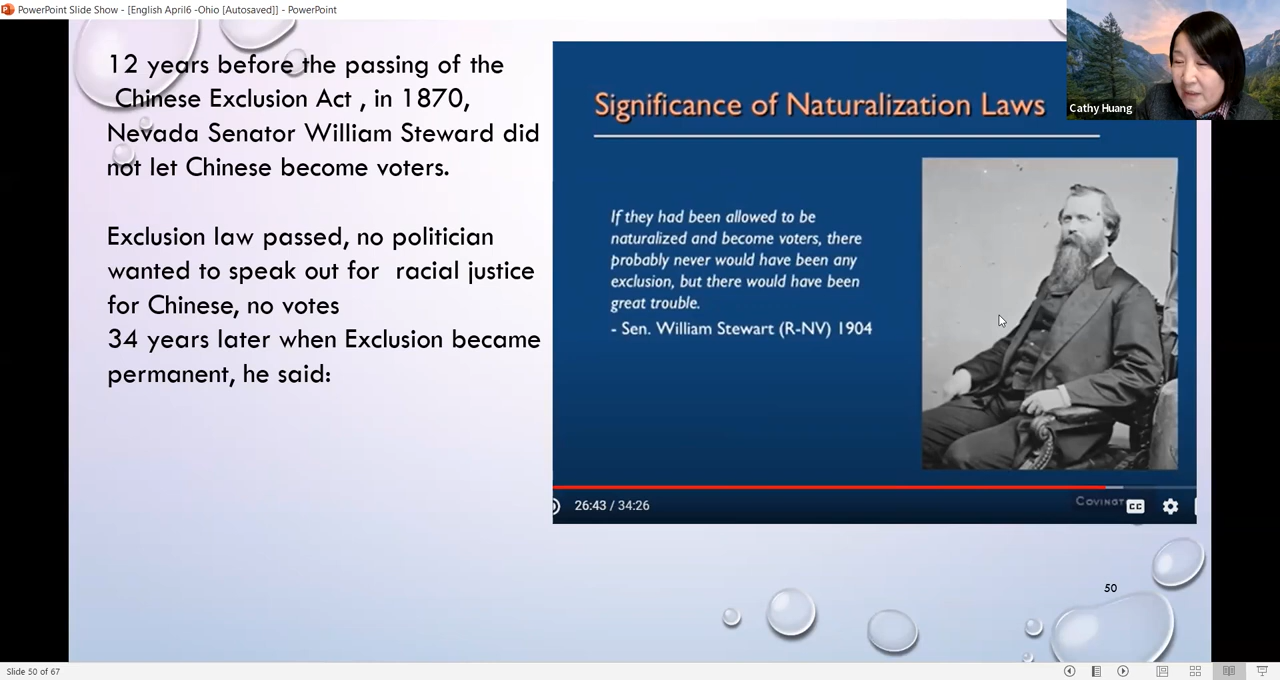 PowerPoint Slide Show - [English April6 -Ohio [Autosaved]] - PowerPoint
12 years before the passing of the
Chinese Exclusion Act , in 1870,
Nevada Senator William Steward did
not let Chinese become voters.
Exclusion law passed, no politician
wanted to speak out for racial justice
for Chinese, no votes
34 years later when Exclusion became
permanent, he said:
Significance of Naturalization Laws
If they had been allowed to be
naturalized and become voters, there
probably never would have been any
exclusion, but there would have been
great trouble.
- Sen. William Stewart (R-NV) 1904
26:43 / 34:26
CC
Cathy Huang
50
Slide 50 of 67